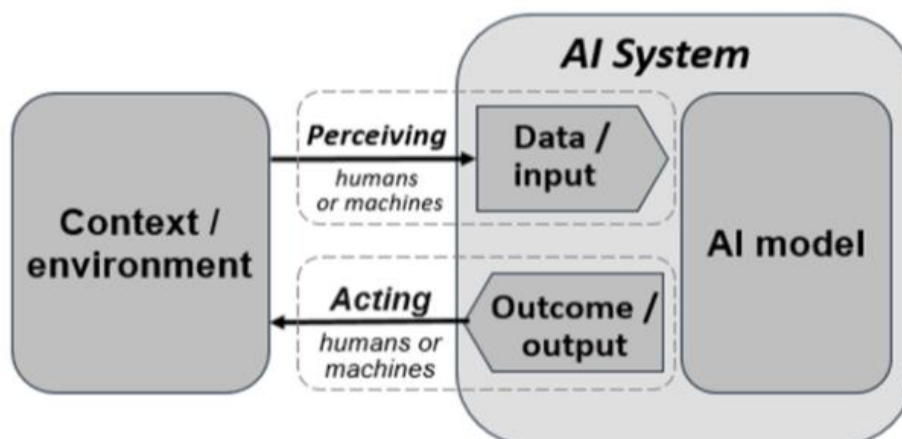 AI System
Perceiving
humans
or machines
Data /
input
Context /
environment
AI model
Acting
humans or
machines
Outcome /
output